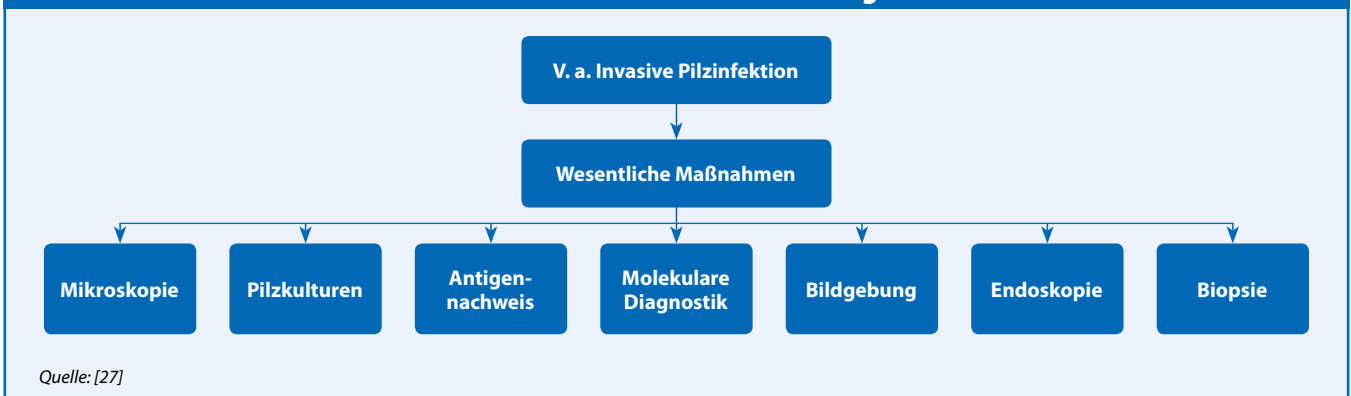 V. a. Invasive Pilzinfektion
Wesentliche Maßnahmen
Mikroskopie
Pilzkulturen
Antigen-
nachweis
Molekulare
Diagnostik
Bildgebung
Endoskopie
Biopsie
Quelle: [27]